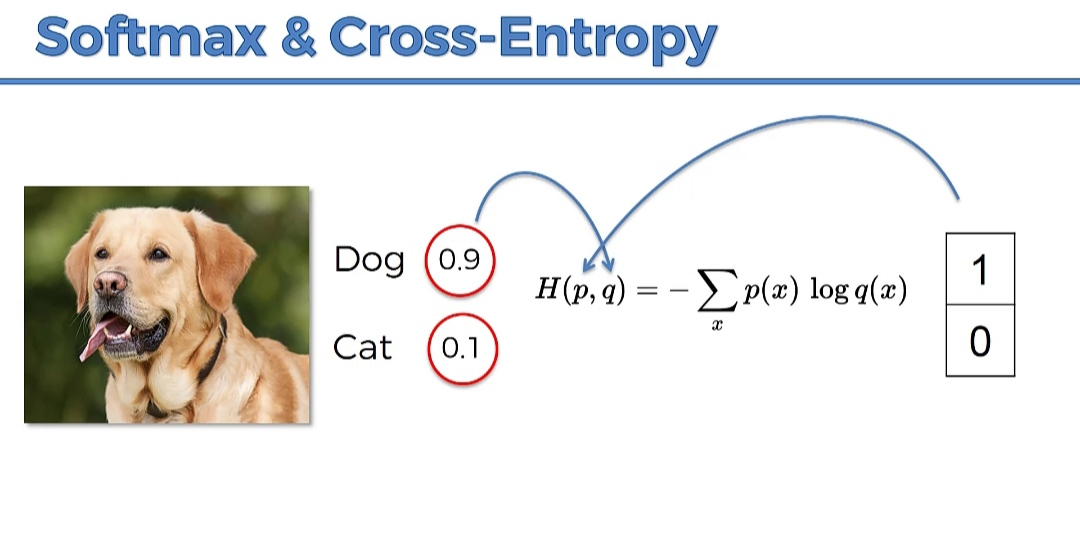 Softmax & Cross-Entropy
Dog 0.9
Cat 0.1
H(p, q) = − ∑ₓ p(x) log q(x)
1
0